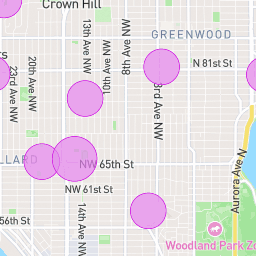 Crown Hill
GREENWOOD
N 81st St
8th Ave NW
13th Ave NW
10th Ave NW
20th Ave NW
23rd Ave NW
3rd Ave NW
LLARD
NW 65th St
NW 61st St
56th St
14th Ave NW
Aurora Ave N
Woodland Park Zo